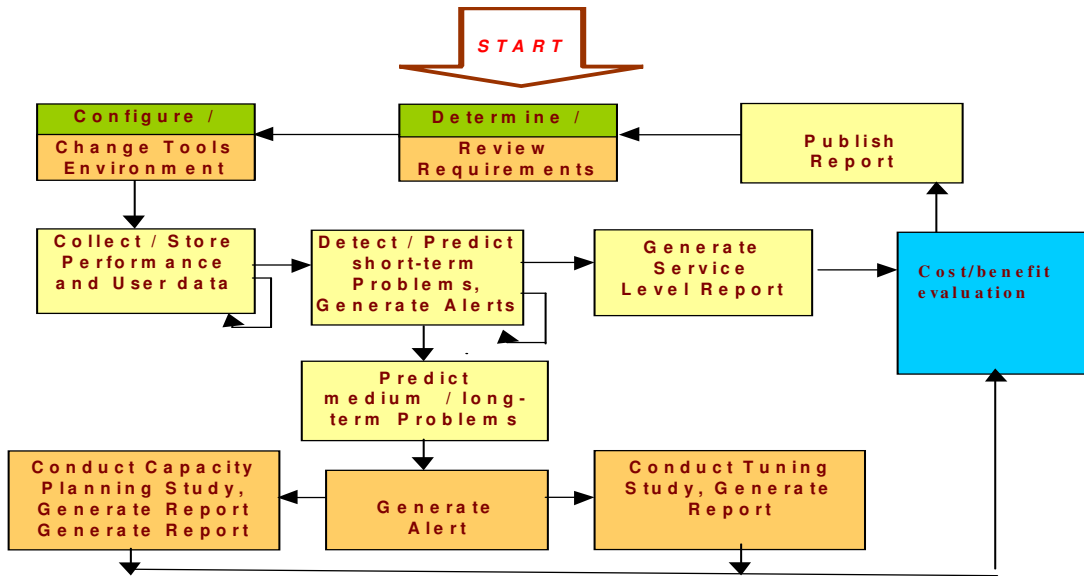 START
Configure /
Change Tools
Environment
Determine /
Review
Requirements
Publish
Report
Collect / Store
Performance
and User data
Detect / Predict
short-term
Problems,
Generate Alerts
Generate
Service
Level Report
Cost/benefit
evaluation
Predict
medium / long-
term Problems
Conduct Capacity
Planning Study,
Generate Report
Generate Report
Generate
Alert
Conduct Tuning
Study, Generate
Report